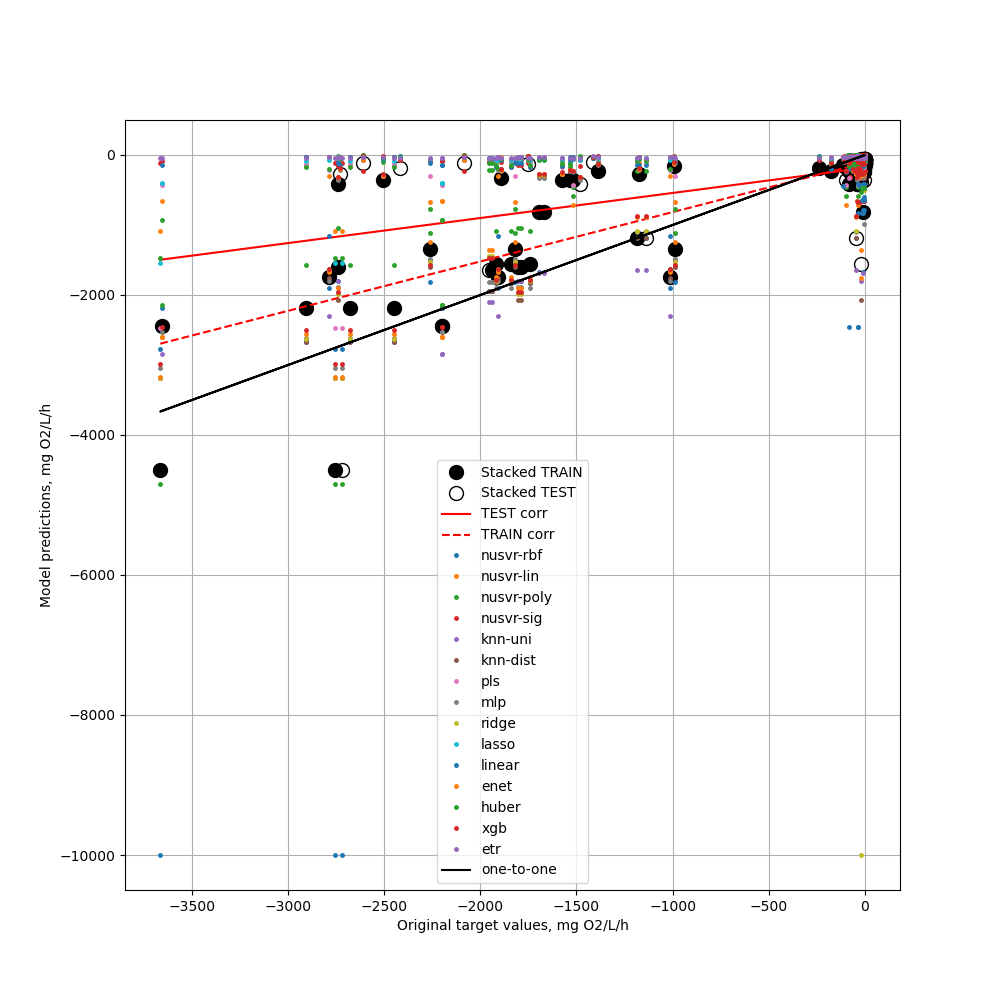 0
−2000
−4000
−6000
−8000
−10000
Model predictions, mg O2/L/h
Stacked TRAIN
Stacked TEST
TEST corr
TRAIN corr
nusvr-rbf
nusvr-lin
nusvr-poly
nusvr-sig
knn-uni
knn-dist
pls
mlp
ridge
lasso
linear
enet
huber
xgb
etr
one-to-one
−3500 −3000 −2500 −2000 −1500 −1000 −500 0
Original target values, mg O2/L/h